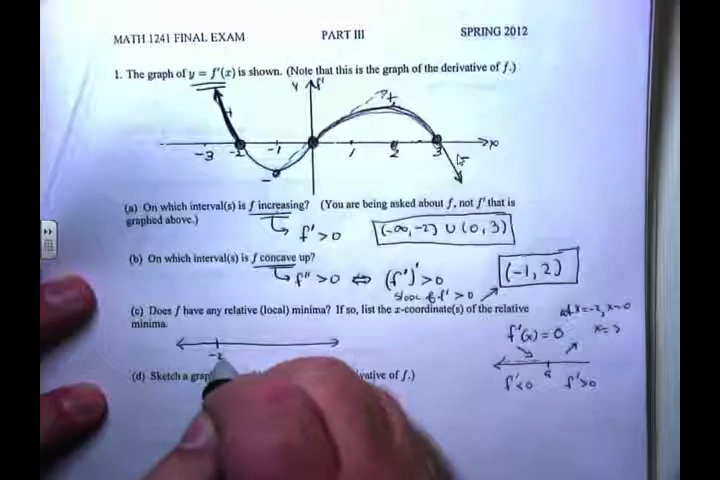 MATH 1241 FINAL EXAM PART III SPRING 2012
1. The graph of y = f'(x) is shown. (Note that this is the graph of the derivative of f.)
y f'
-3 -2 -1 1 2 3 x
(a) On which interval(s) is f increasing? (You are being asked about f, not f' that is
graphed above.)
f' > 0 (-∞, -2) ∪ (0, 3)
(b) On which interval(s) is f concave up?
f'' > 0 ⇔ (f')' > 0 (-1, 2)
slope of f' > 0
(c) Does f have any relative (local) minima? If so, list the x-coordinate(s) of the relative
minima.
at x=-2, x=0
f'(x) = 0 x=3
-2
a
f' < 0 f' > 0
(d) Sketch a ivative of f.)